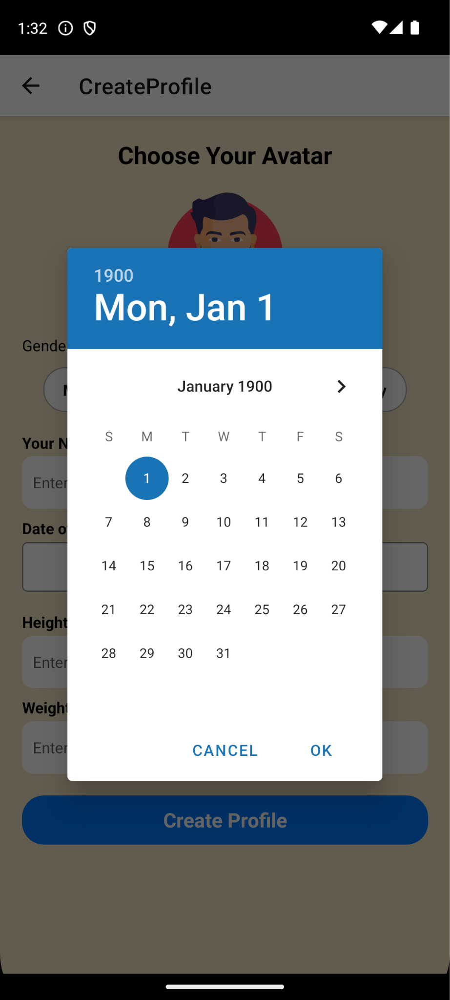 1:32
CreateProfile
Choose Your Avatar
1900
Mon, Jan 1
Gende
January 1900
S M T W T F S
1 2 3 4 5 6
7 8 9 10 11 12 13
14 15 16 17 18 19 20
21 22 23 24 25 26 27
28 29 30 31
Your N
Enter
Date o
Height
Enter
Weight
Enter
CANCEL OK
Create Profile